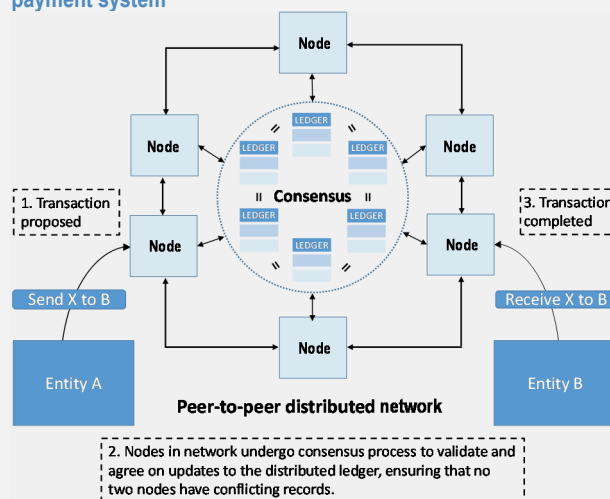 payment system
Node
Node
Node
LEDGER
LEDGER
LEDGER
=
=
1. Transaction
proposed
= Consensus =
3. Transaction
completed
LEDGER
LEDGER
LEDGER
Node
Node
=
=
Send X to B
Receive X to B
Node
Entity A
Entity B
Peer-to-peer distributed network
2. Nodes in network undergo consensus process to validate and
agree on updates to the distributed ledger, ensuring that no
two nodes have conflicting records.